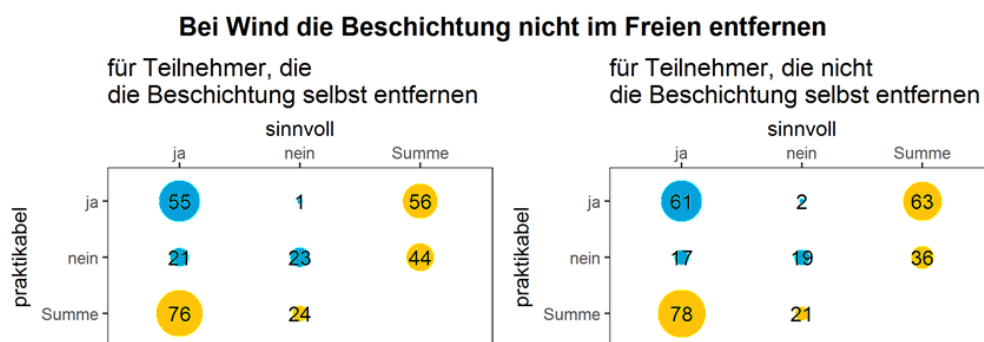 Bei Wind die Beschichtung nicht im Freien entfernen
für Teilnehmer, die
die Beschichtung selbst entfernen
sinnvoll
ja nein Summe
praktikabel
ja 55 1 56
nein 21 23 44
Summe 76 24
für Teilnehmer, die nicht
die Beschichtung selbst entfernen
sinnvoll
ja nein Summe
praktikabel
ja 61 2 63
nein 17 19 36
Summe 78 21